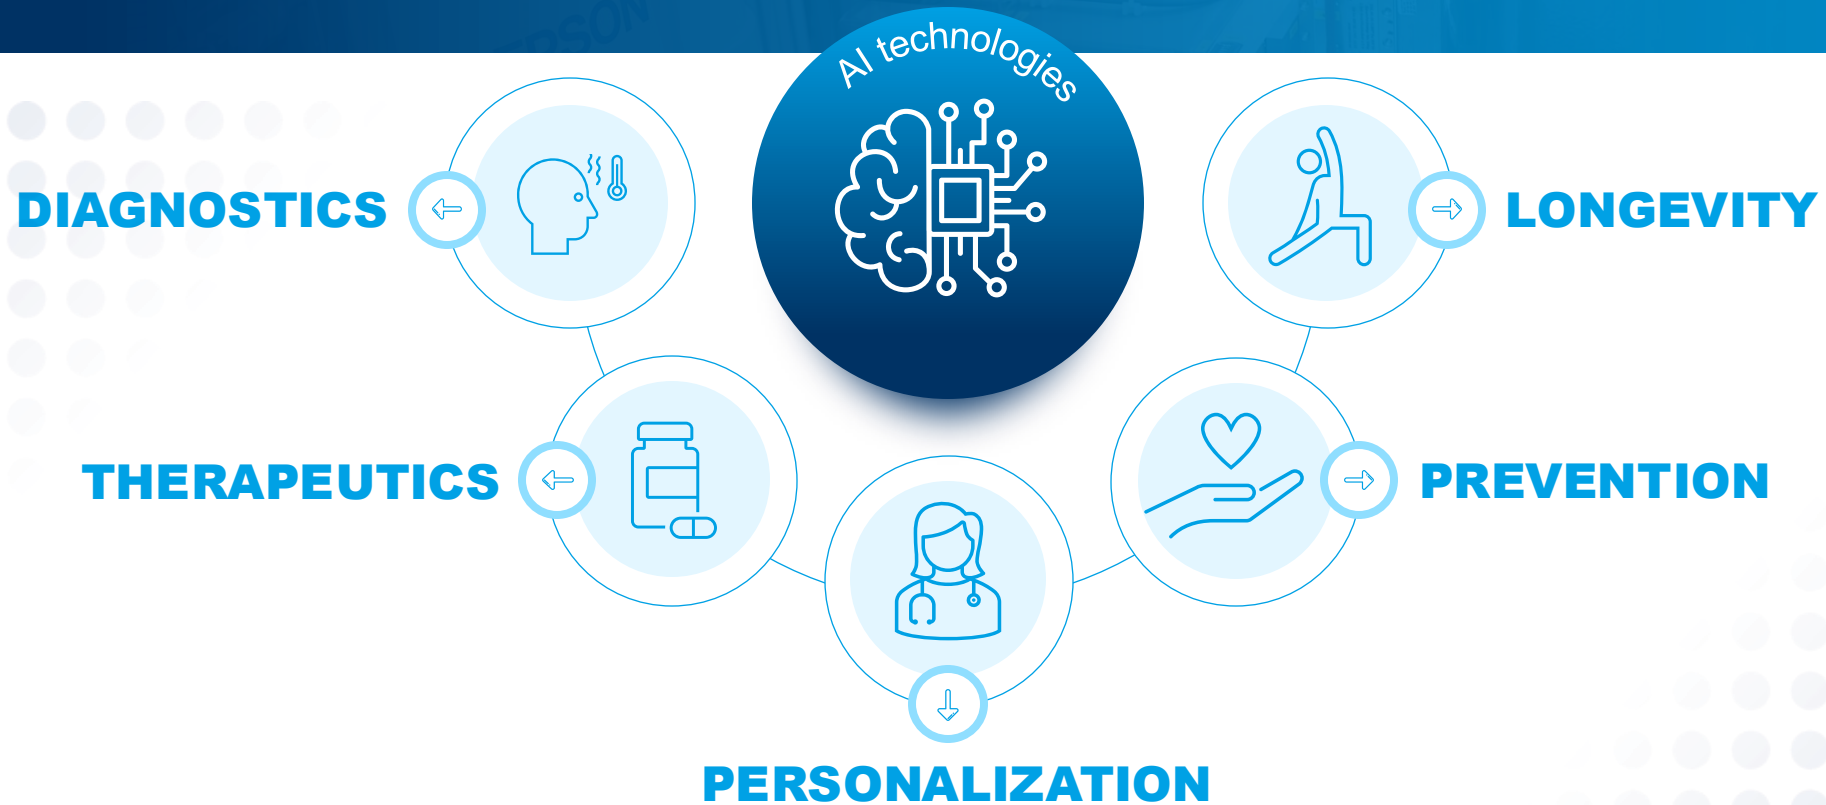 AI technologies
DIAGNOSTICS
LONGEVITY
THERAPEUTICS
PREVENTION
PERSONALIZATION